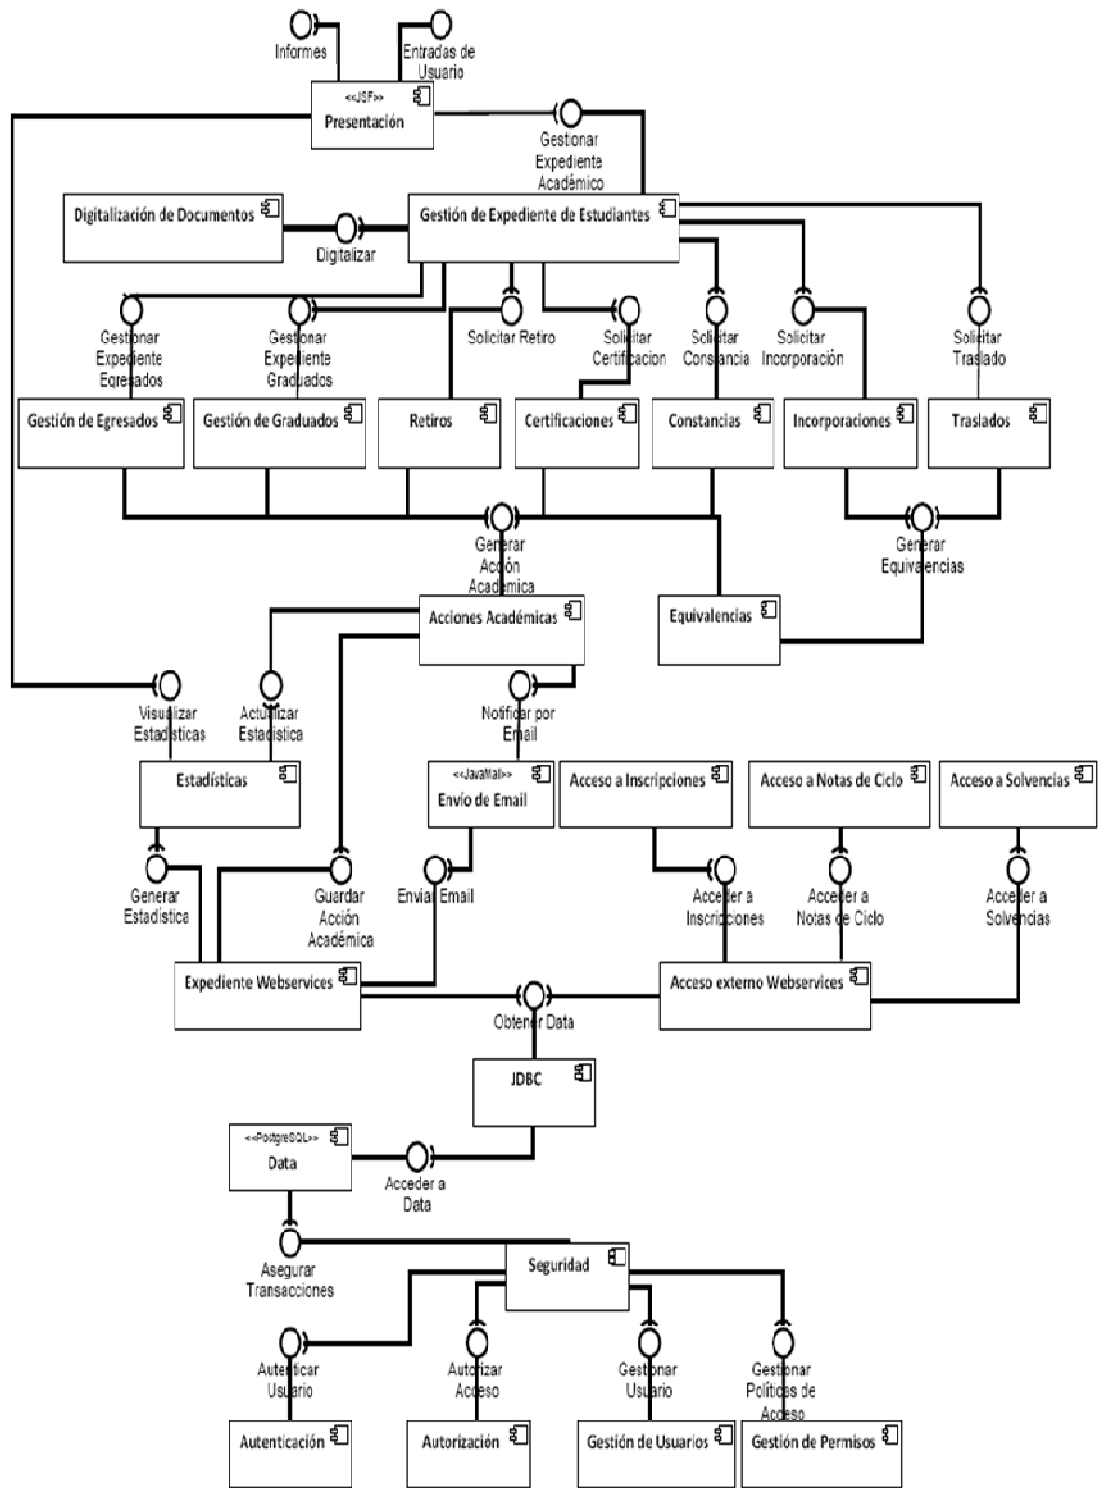 Informes
Entradas de
Usuario
<<JSF>>
Presentación
Gestionar
Expediente
Académico
Digitalización de Documentos
Gestión de Expediente de Estudiantes
Digitalizar
Gestionar
Expediente
Egresados
Gestionar
Expediente
Graduados
Solicitar Retiro
Solicitar
Certificacion
Solicitar
Constancia
Solicitar
Incorporación
Solicitar
Traslado
Gestión de Egresados
Gestión de Graduados
Retiros
Certificaciones
Constancias
Incorporaciones
Traslados
Generar
Acción
Académica
Generar
Equivalencias
Acciones Académicas
Equivalencias
Visualizar
Estadísticas
Actualizar
Estadística
Notificar por
Email
Estadísticas
<<JavaMail>>
Envío de Email
Acceso a Inscripciones
Acceso a Notas de Ciclo
Acceso a Solvencias
Generar
Estadística
Guardar
Acción
Académica
Enviar Email
Acceder a
Inscripciones
Acceder a
Notas de Ciclo
Acceder a
Solvencias
Expediente Webservices
Acceso externo Webservices
Obtener Data
JDBC
<<PostgreSQL>>
Data
Acceder a
Data
Asegurar
Transacciones
Seguridad
Autenticar
Usuario
Autorizar
Acceso
Gestionar
Usuario
Gestionar
Políticas de
Acceso
Autenticación
Autorización
Gestión de Usuarios
Gestión de Permisos